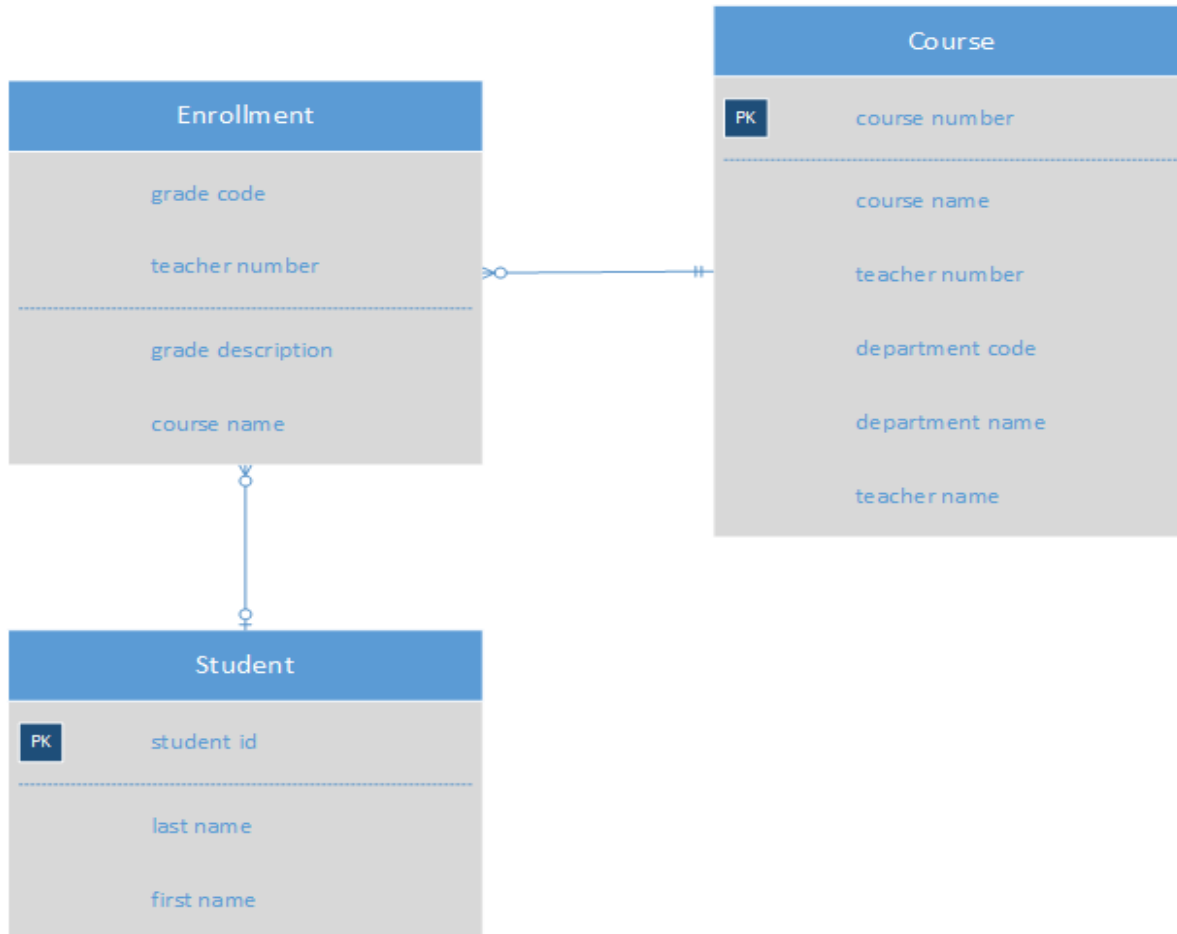 Enrollment
grade code
teacher number
grade description
course name
Course
PK course number
course name
teacher number
department code
department name
teacher name
Student
PK student id
last name
first name